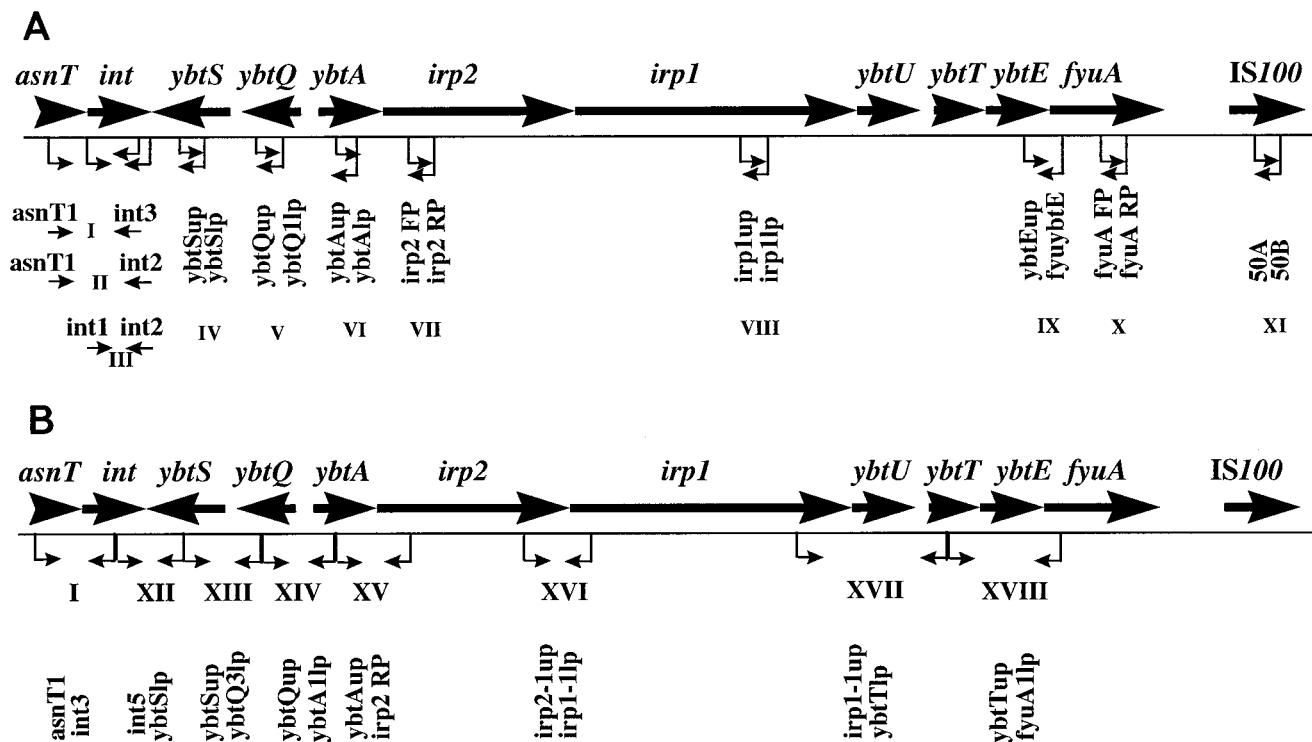 A
asnT int ybtS ybtQ ybtA irp2 irp1 ybtU ybtT ybtE fyuA IS100
asnT1 I int3
asnT1 II int2
int1 III int2
ybtSup
ybtSlp
IV
ybtQup
ybtQ1lp
V
ybtAup
ybtAlp
VI
irp2 FP
irp2 RP
VII
irp1up
irp1lp
VIII
ybtEup
fyuybtE
IX
fyuA FP
fyuA RP
X
50A
50B
XI
B
asnT int ybtS ybtQ ybtA irp2 irp1 ybtU ybtT ybtE fyuA IS100
I XII XIII XIV XV XVI XVII XVIII
asnT1
int3
int5
ybtSlp
ybtSup
ybtQ3lp
ybtQup
ybtA1lp
ybtAup
irp2 RP
irp2-1up
irp1-1lp
irp1-1up
ybtTlp
ybtTup
fyuA1lp